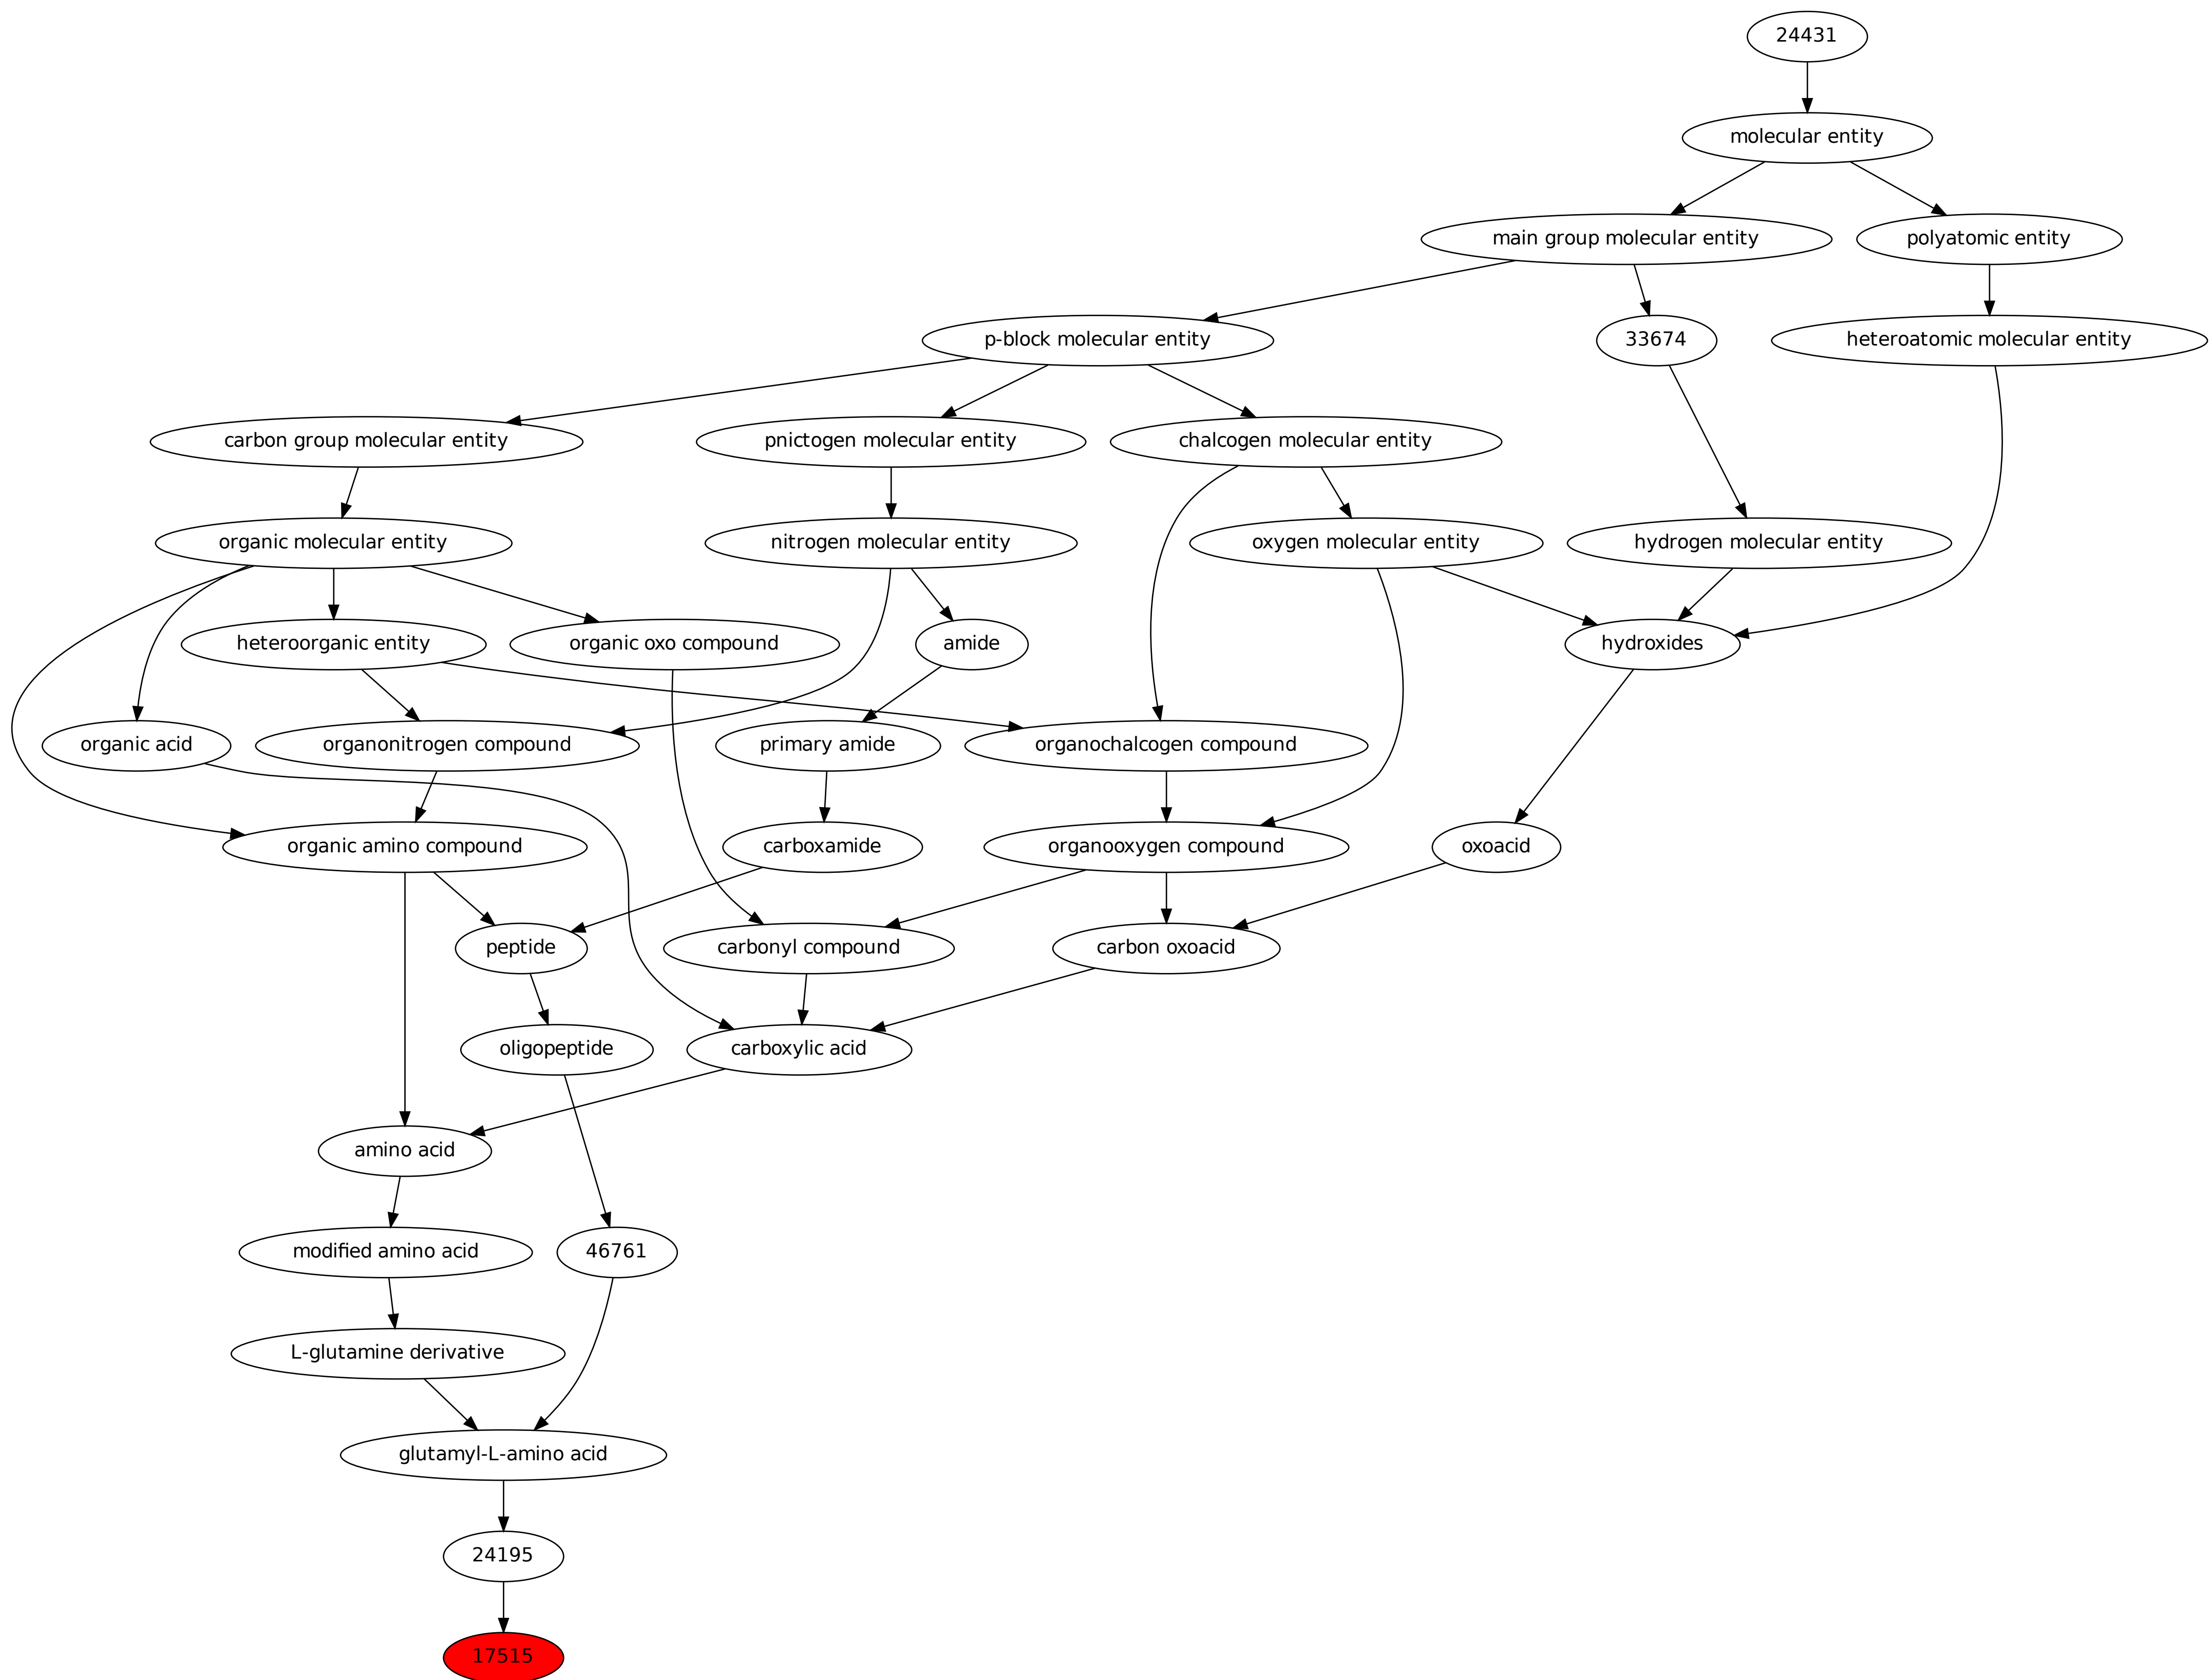 24431
molecular entity
main group molecular entity
polyatomic entity
p-block molecular entity
33674
heteroatomic molecular entity
carbon group molecular entity
pnictogen molecular entity
chalcogen molecular entity
organic molecular entity
nitrogen molecular entity
oxygen molecular entity
hydrogen molecular entity
heteroorganic entity
organic oxo compound
amide
hydroxides
organic acid
organonitrogen compound
primary amide
organochalcogen compound
organic amino compound
carboxamide
organooxygen compound
oxoacid
peptide
carbonyl compound
carbon oxoacid
oligopeptide
carboxylic acid
amino acid
modified amino acid
46761
L-glutamine derivative
glutamyl-L-amino acid
24195
17515